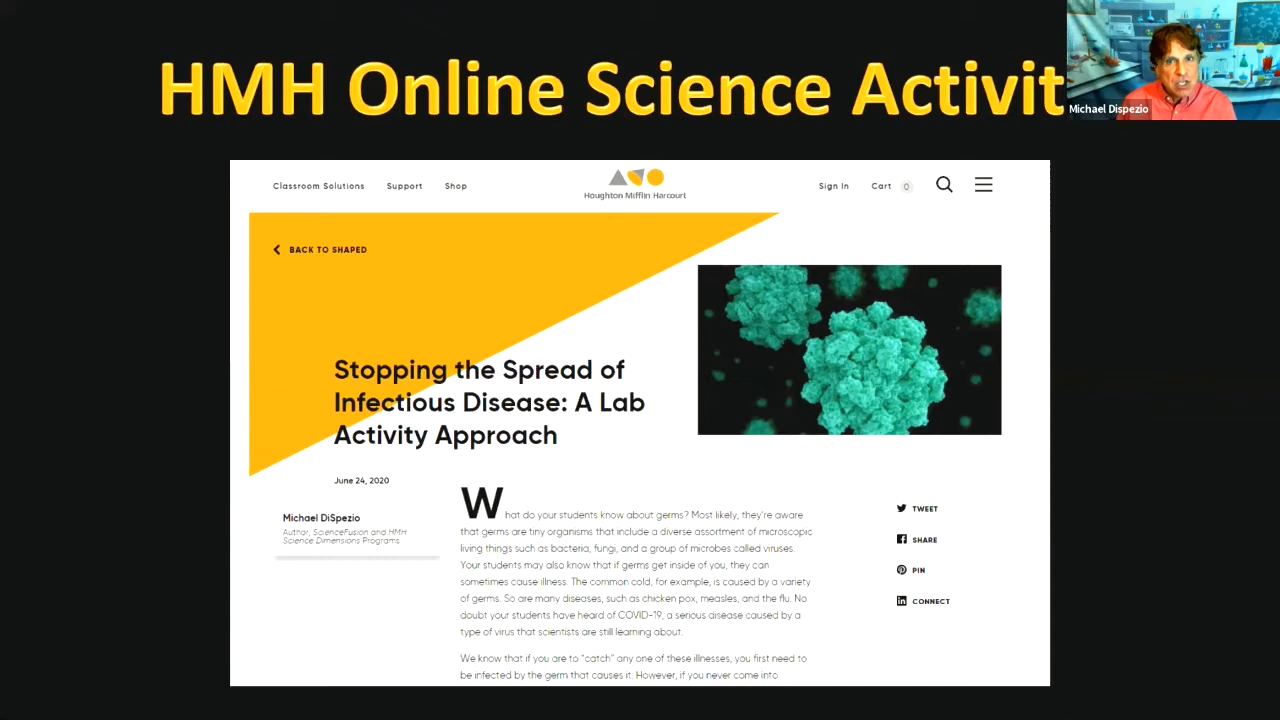 HMH Online Science Activit
Michael Dispezio
Classroom Solutions Support Shop
Houghton Mifflin Harcourt
Sign In Cart 0
BACK TO SHAPED
Stopping the Spread of
Infectious Disease: A Lab
Activity Approach
June 24, 2020
Michael DiSpezio
Author, ScienceFusion and HMH
Science Dimensions Programs
What do your students know about germs? Most likely, they're aware
that germs are tiny organisms that include a diverse assortment of microscopic
living things such as bacteria, fungi, and a group of microbes called viruses.
Your students may also know that if germs get inside of you, they can
sometimes cause illness. The common cold, for example, is caused by a variety
of germs. So are many diseases, such as chicken pox, measles, and the flu. No
doubt your students have heard of COVID-19, a serious disease caused by a
type of virus that scientists are still learning about.
We know that if you are to "catch" any one of these illnesses, you first need to
be infected by the germ that causes it. However, if you never come into
TWEET
SHARE
PIN
CONNECT